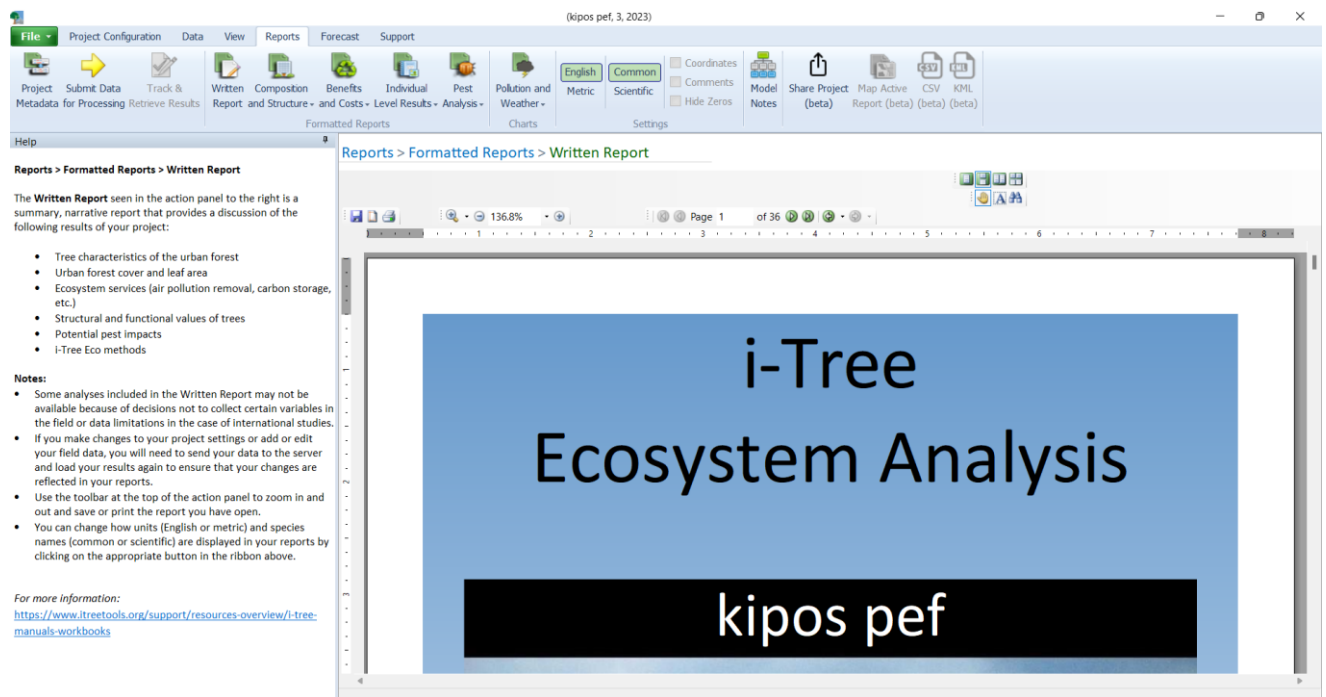 (kipos pef, 3, 2023)
File Project Configuration Data View Reports Forecast Support
Project Metadata
Submit Data for Processing
Track & Retrieve Results
Written Report
Composition and Structure
Benefits and Costs
Individual Level Results
Pest Analysis
Formatted Reports
Pollution and Weather
Charts
English
Metric
Common
Scientific
Coordinates
Comments
Hide Zeros
Settings
Model Notes
Share Project (beta)
Map Active Report (beta)
CSV (beta)
KML (beta)
Help
Reports > Formatted Reports > Written Report
The Written Report seen in the action panel to the right is a
summary, narrative report that provides a discussion of the
following results of your project:
• Tree characteristics of the urban forest
• Urban forest cover and leaf area
• Ecosystem services (air pollution removal, carbon storage,
etc.)
• Structural and functional values of trees
• Potential pest impacts
• i-Tree Eco methods
Notes:
• Some analyses included in the Written Report may not be
available because of decisions not to collect certain variables in
the field or data limitations in the case of international studies.
• If you make changes to your project settings or add or edit
your field data, you will need to send your data to the server
and load your results again to ensure that your changes are
reflected in your reports.
• Use the toolbar at the top of the action panel to zoom in and
out and save or print the report you have open.
• You can change how units (English or metric) and species
names (common or scientific) are displayed in your reports by
clicking on the appropriate button in the ribbon above.
For more information:
https://www.itreetools.org/support/resources-overview/i-tree-
manuals-workbooks
Reports > Formatted Reports > Written Report
136.8%
Page 1 of 36
1 2 3 4 5 6 7 8
1
2
3
i-Tree
Ecosystem Analysis
kipos pef